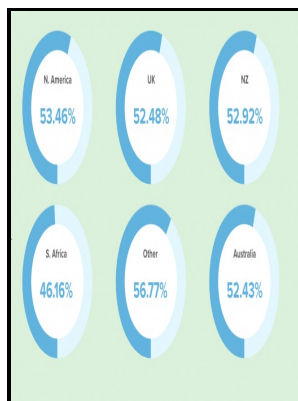 N. America
53.46%
UK
52.48%
NZ
52.92%
S. Africa
46.16%
Other
56.77%
Australia
52.43%